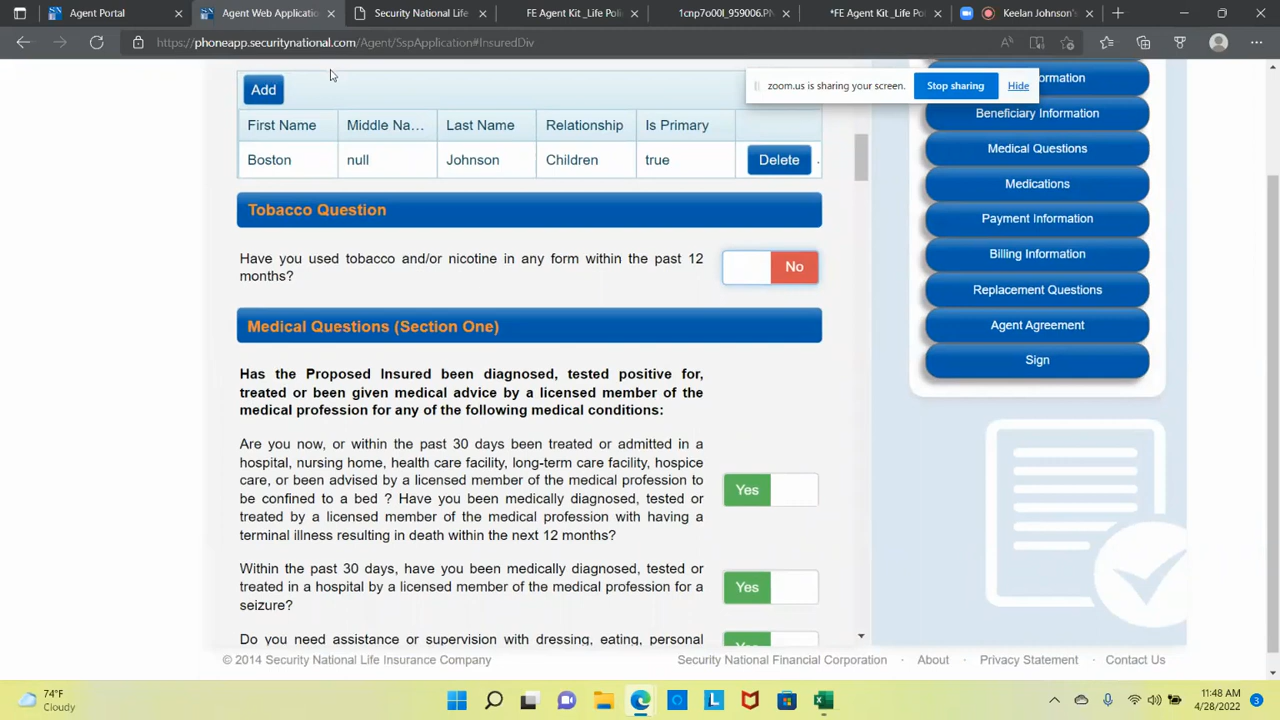 Agent Portal
Agent Web Applicatio
Security National Life
FE Agent Kit _Life Poli
1cnp7o00l_959F06.PN
*FE Agent Kit _Life Po
Keelan Johnson's
https://phoneapp.securitynational.com/Agent/SspApplication#InsuredDiv
zoom.us is sharing your screen.
Stop sharing
Hide
Add
First Name
Middle Na...
Last Name
Relationship
Is Primary
Boston
null
Johnson
Children
true
Delete
Tobacco Question
Have you used tobacco and/or nicotine in any form within the past 12
months?
No
Medical Questions (Section One)
Has the Proposed Insured been diagnosed, tested positive for,
treated or been given medical advice by a licensed member of the
medical profession for any of the following medical conditions:
Are you now, or within the past 30 days been treated or admitted in a
hospital, nursing home, health care facility, long-term care facility, hospice
care, or been advised by a licensed member of the medical profession to
be confined to a bed ? Have you been medically diagnosed, tested or
treated by a licensed member of the medical profession with having a
terminal illness resulting in death within the next 12 months?
Yes
Within the past 30 days, have you been medically diagnosed, tested or
treated in a hospital by a licensed member of the medical profession for a
seizure?
Yes
Do you need assistance or supervision with dressing, eating, personal
ormation
Beneficiary Information
Medical Questions
Medications
Payment Information
Billing Information
Replacement Questions
Agent Agreement
Sign
© 2014 Security National Life Insurance Company
Security National Financial Corporation
About
Privacy Statement
Contact Us
74°F
Cloudy
11:48 AM
4/28/2022
3